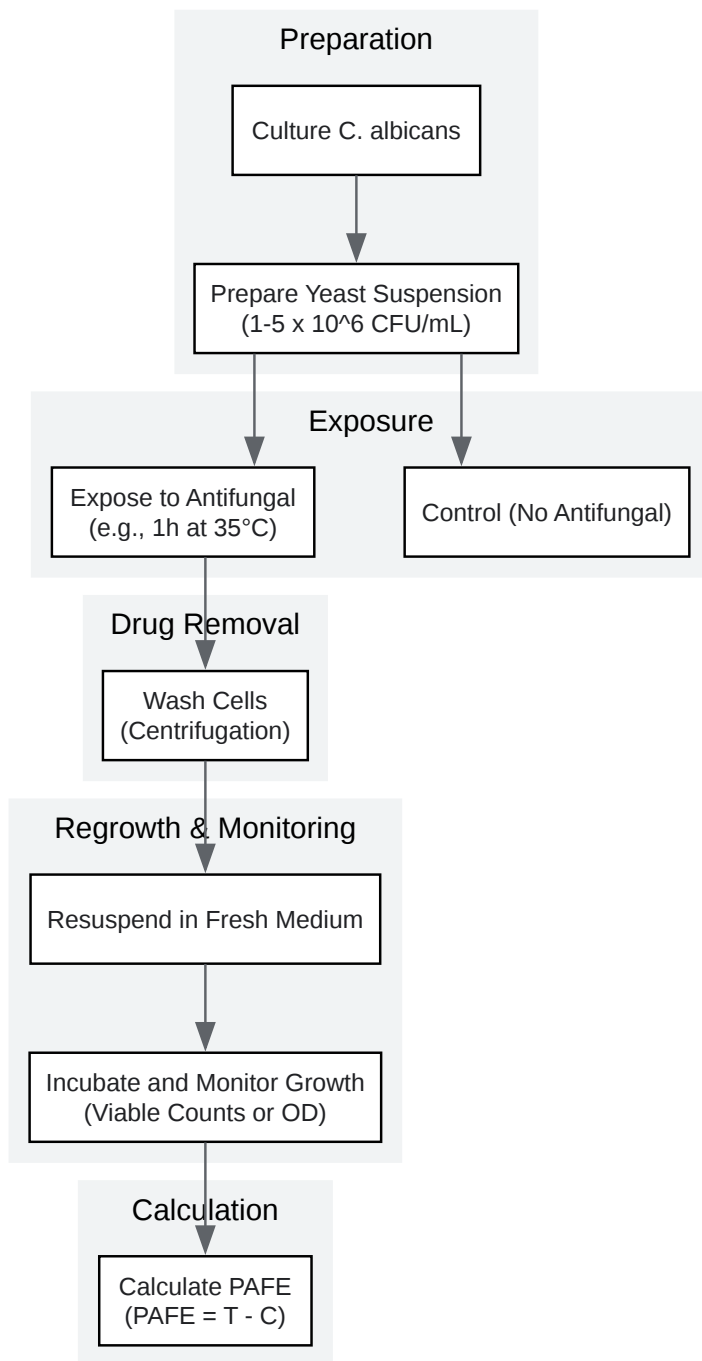 Preparation
Culture C. albicans
Prepare Yeast Suspension
(1-5 x 10^6 CFU/mL)
Exposure
Expose to Antifungal
(e.g., 1h at 35°C)
Control (No Antifungal)
Drug Removal
Wash Cells
(Centrifugation)
Regrowth & Monitoring
Resuspend in Fresh Medium
Incubate and Monitor Growth
(Viable Counts or OD)
Calculation
Calculate PAFE
(PAFE = T - C)